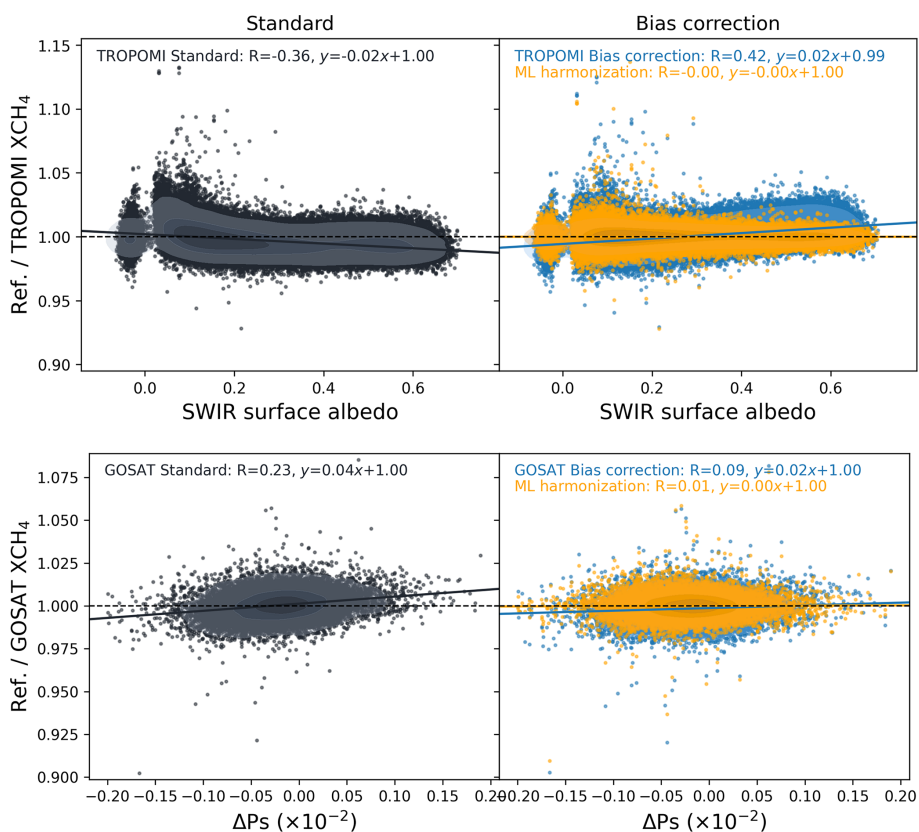 Standard
Bias correction
TROPOMI Standard: R=-0.36, y=-0.02x+1.00
TROPOMI Bias correction: R=0.42, y=0.02x+0.99
ML harmonization: R=-0.00, y=-0.00x+1.00
Ref. / TROPOMI XCH₄
1.15
1.10
1.05
1.00
0.95
0.90
0.0 0.2 0.4 0.6
0.0 0.2 0.4 0.6
SWIR surface albedo
SWIR surface albedo
GOSAT Standard: R=0.23, y=0.04x+1.00
GOSAT Bias correction: R=0.09, y=0.02x+1.00
ML harmonization: R=0.01, y=0.00x+1.00
Ref. / GOSAT XCH₄
1.075
1.050
1.025
1.000
0.975
0.950
0.925
0.900
−0.20 −0.15 −0.10 −0.05 0.00 0.05 0.10 0.15 0.20
−0.20 −0.15 −0.10 −0.05 0.00 0.05 0.10 0.15 0.20
ΔPs (×10⁻²)
ΔPs (×10⁻²)